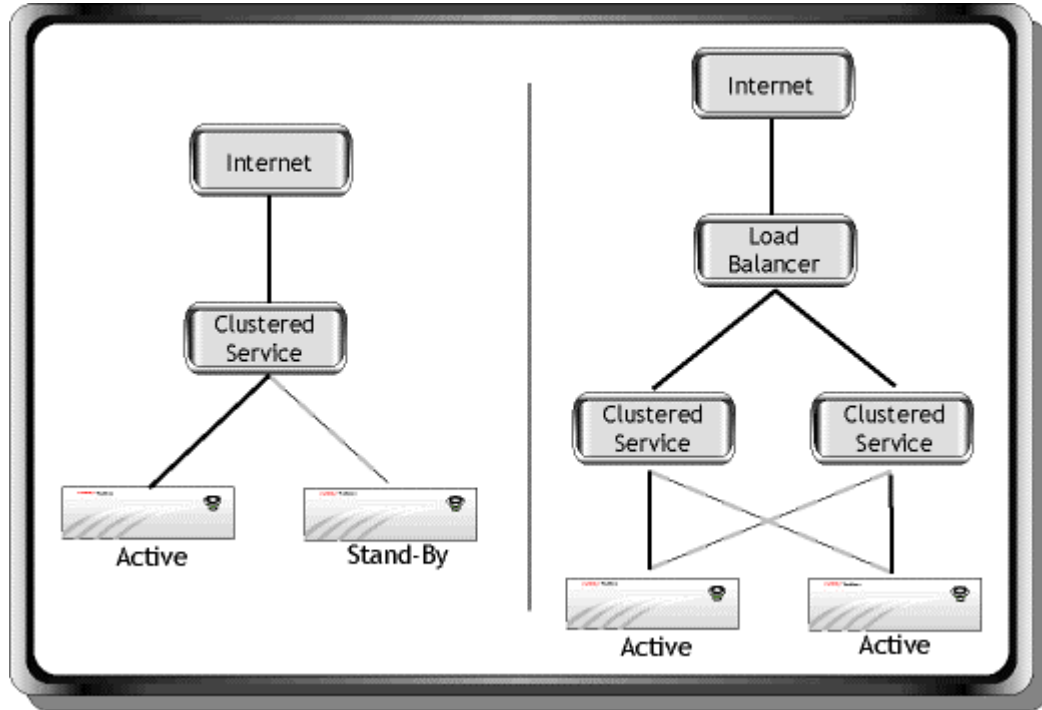 Internet
Clustered
Service
Active
Stand-By
Internet
Load
Balancer
Clustered
Service
Clustered
Service
Active
Active